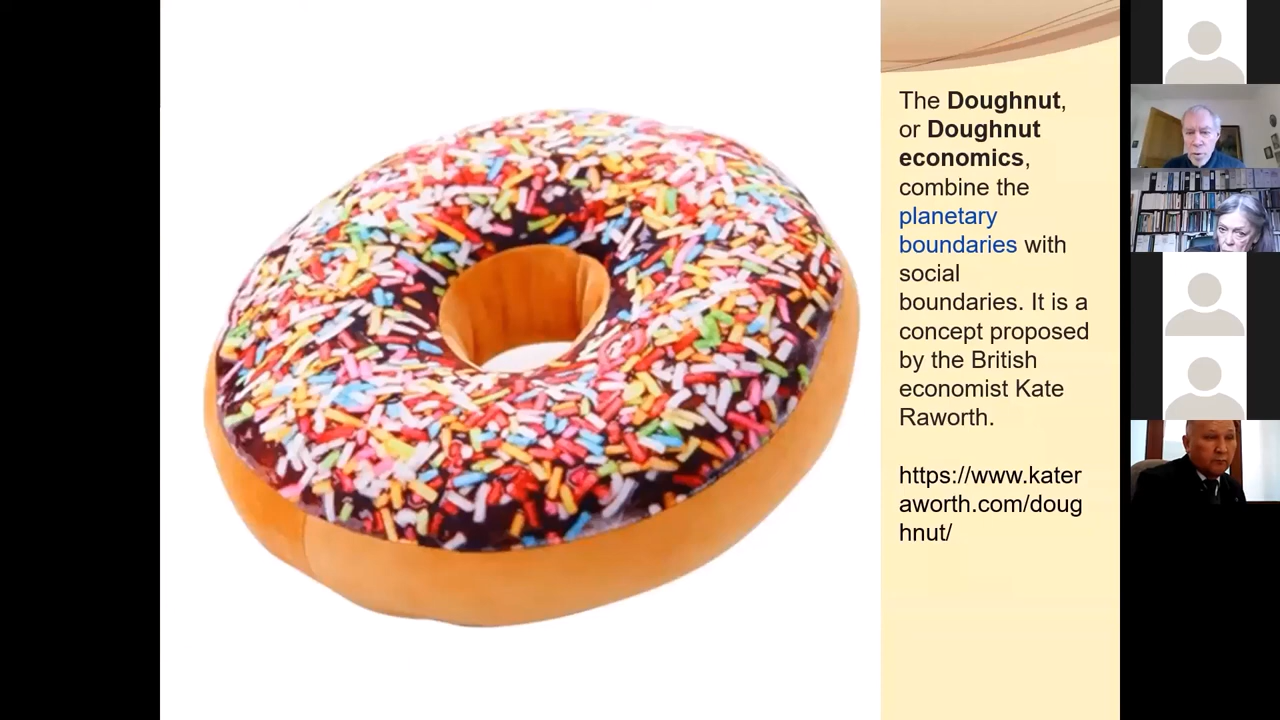 The Doughnut,
or Doughnut
economics,
combine the
planetary
boundaries with
social
boundaries. It is a
concept proposed
by the British
economist Kate
Raworth.
https://www.kater
aworth.com/doug
hnut/